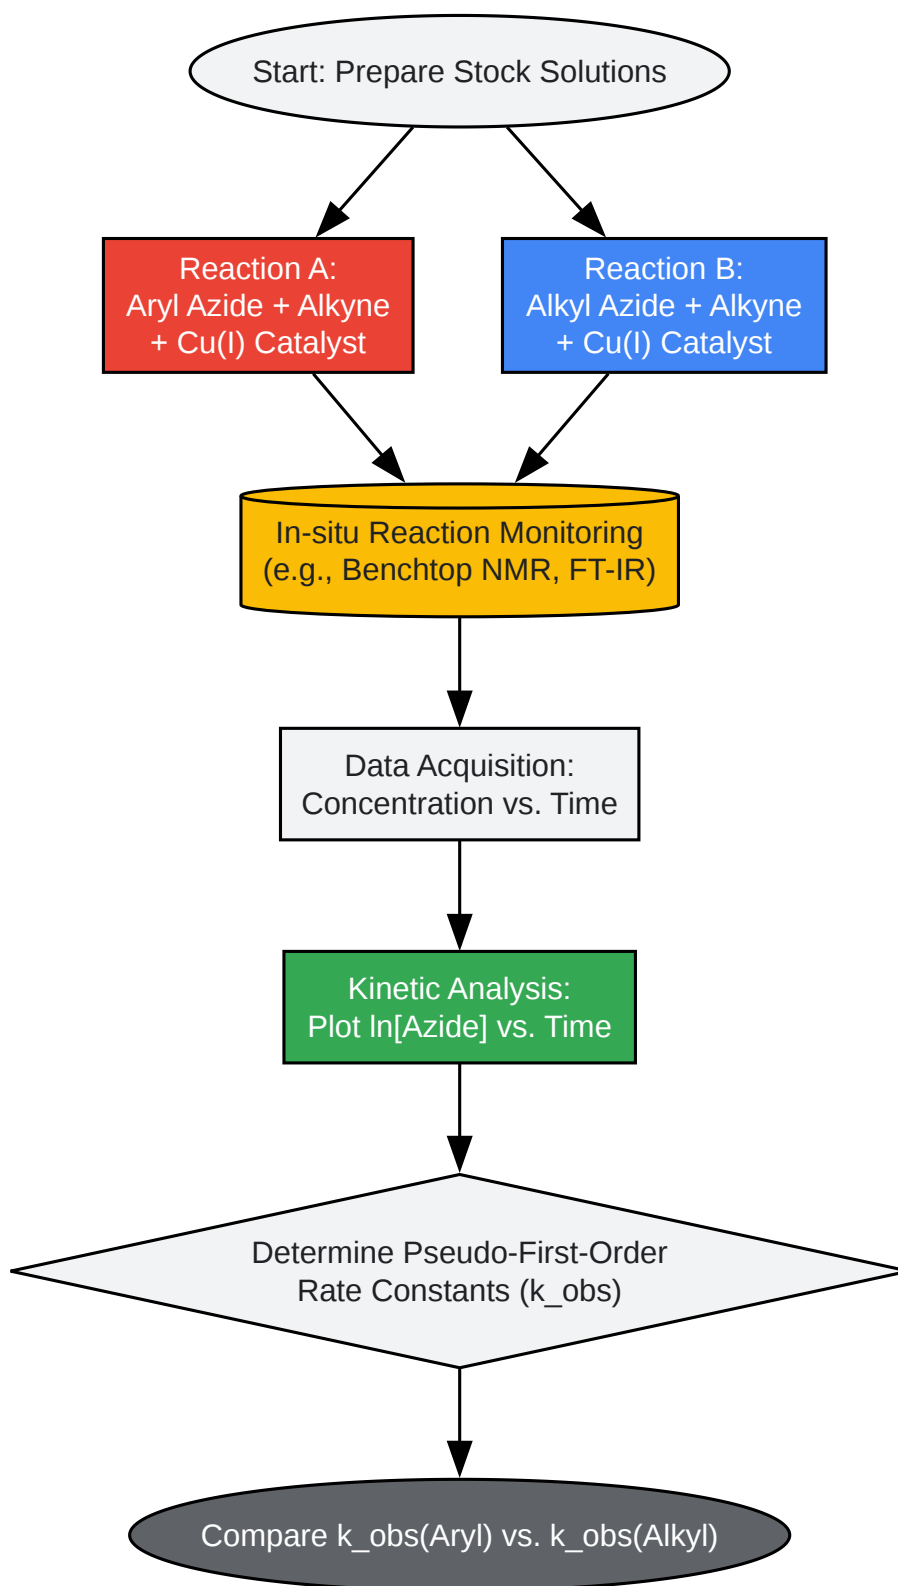 Start: Prepare Stock Solutions
Reaction A:
Aryl Azide + Alkyne
+ Cu(I) Catalyst
Reaction B:
Alkyl Azide + Alkyne
+ Cu(I) Catalyst
In-situ Reaction Monitoring
(e.g., Benchtop NMR, FT-IR)
Data Acquisition:
Concentration vs. Time
Kinetic Analysis:
Plot ln[Azide] vs. Time
Determine Pseudo-First-Order
Rate Constants (k_obs)
Compare k_obs(Aryl) vs. k_obs(Alkyl)